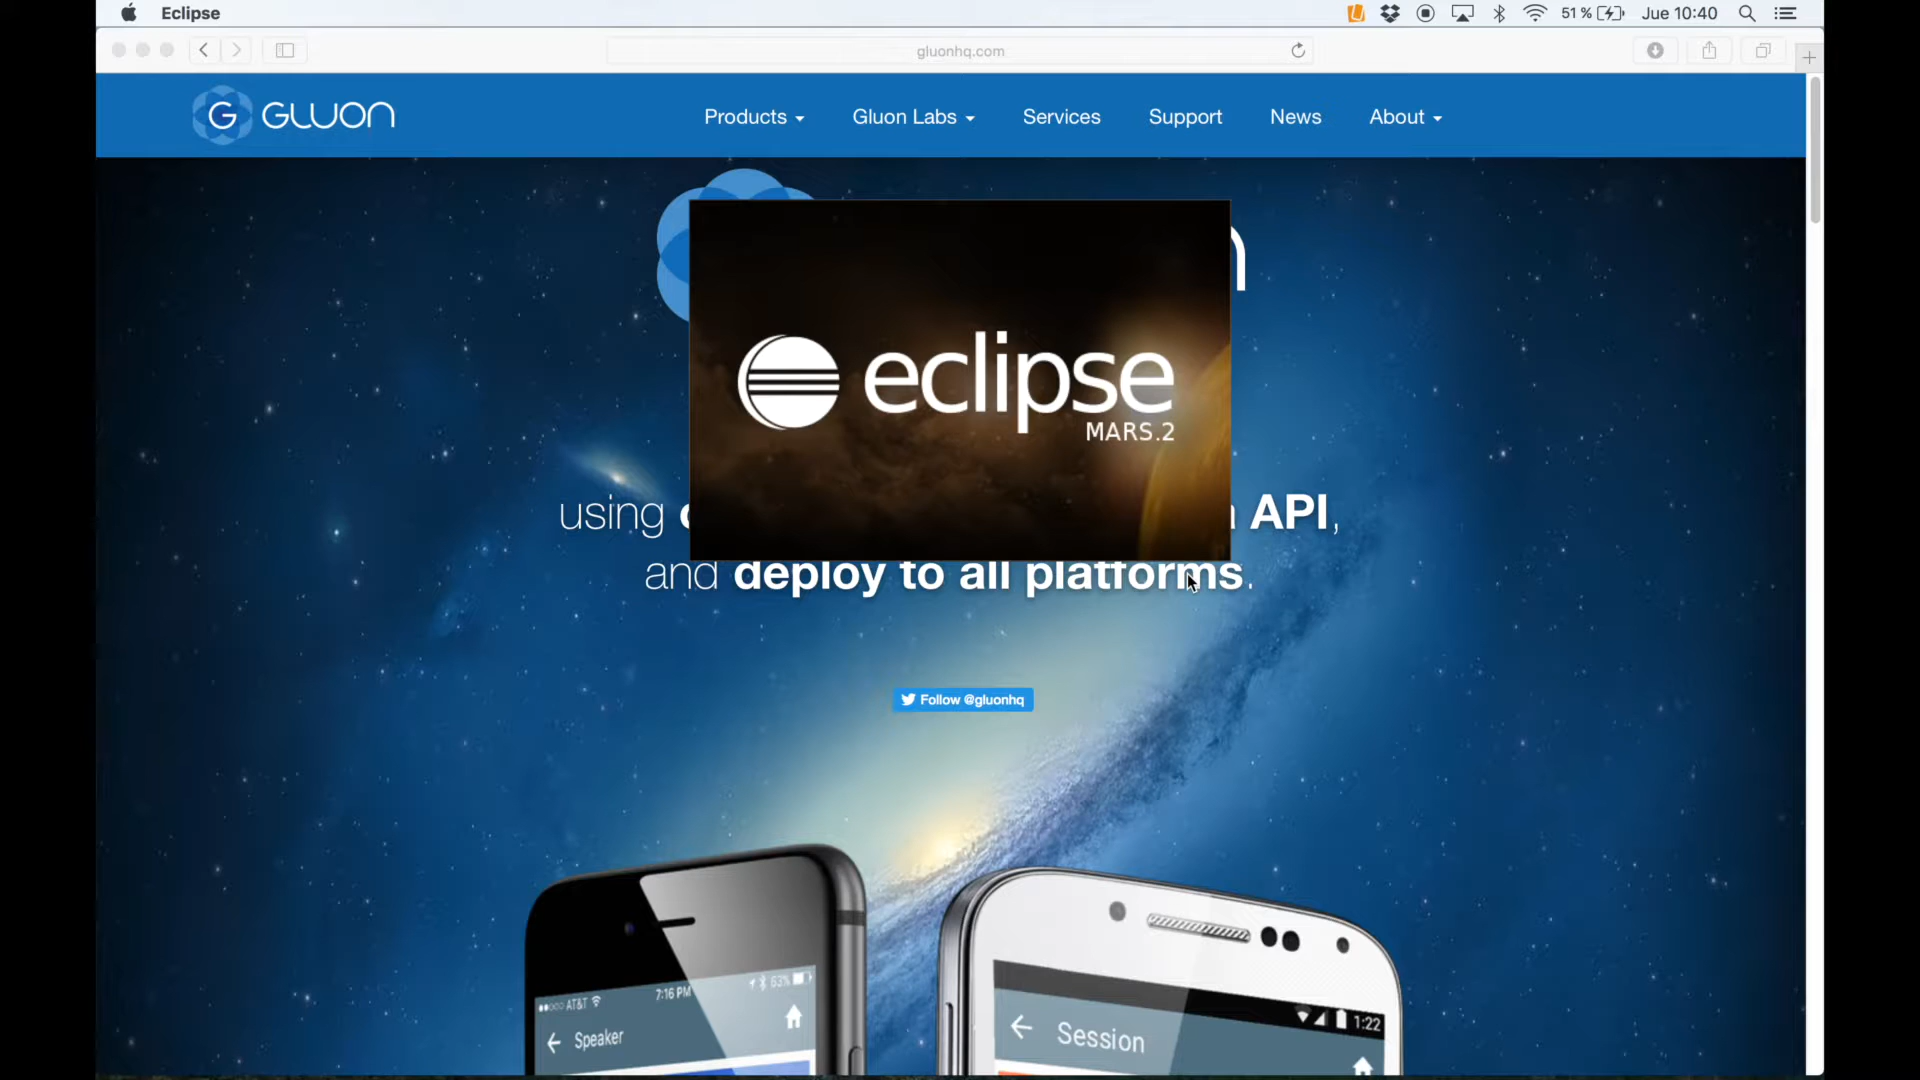 Eclipse
51 %
Jue 10:40
gluonhq.com
G GLUON
Products
Gluon Labs
Services
Support
News
About
eclipse
MARS.2
using
API,
and deploy to all platforms.
Follow @gluonhq
AT&T
7:16 PM
53%
Speaker
1:22
Session